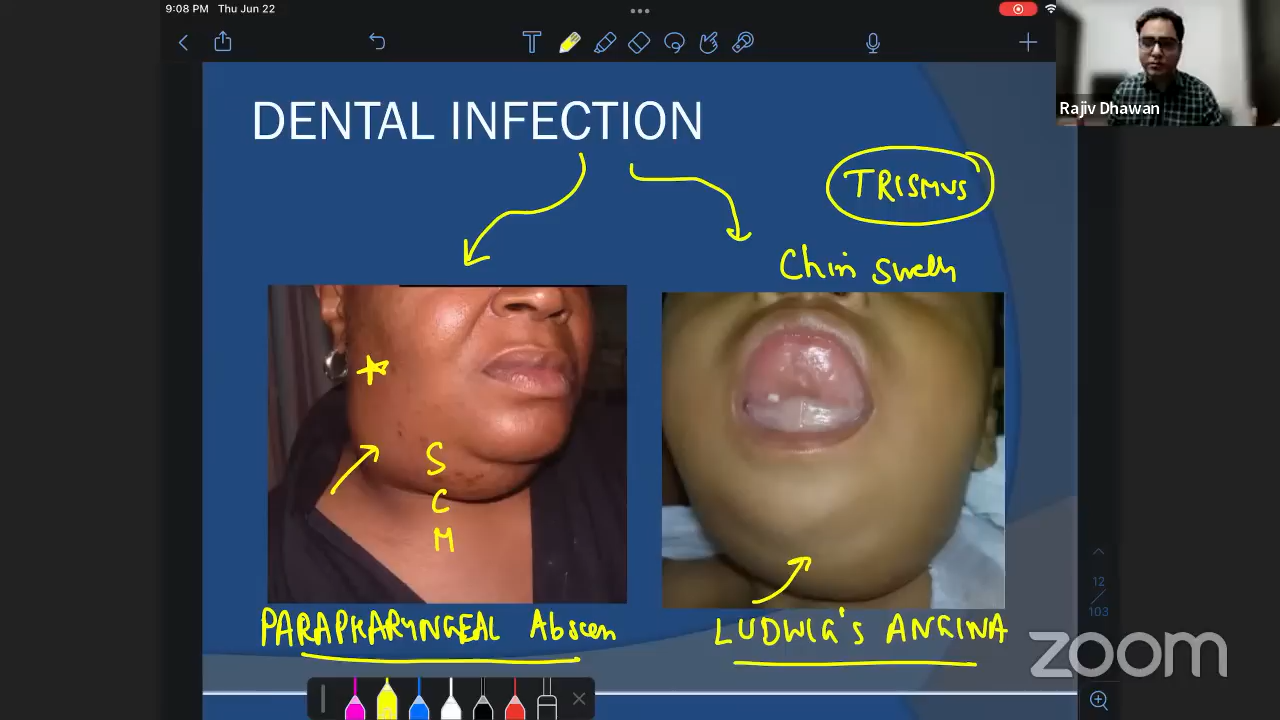 9:08 PM Thu Jun 22
Rajiv Dhawan
DENTAL INFECTION
TRISMUS
Chin swell
S
C
M
PARAPHARYNGEAL Abscess
LUDWIG'S ANGINA
12
103
zoom
T